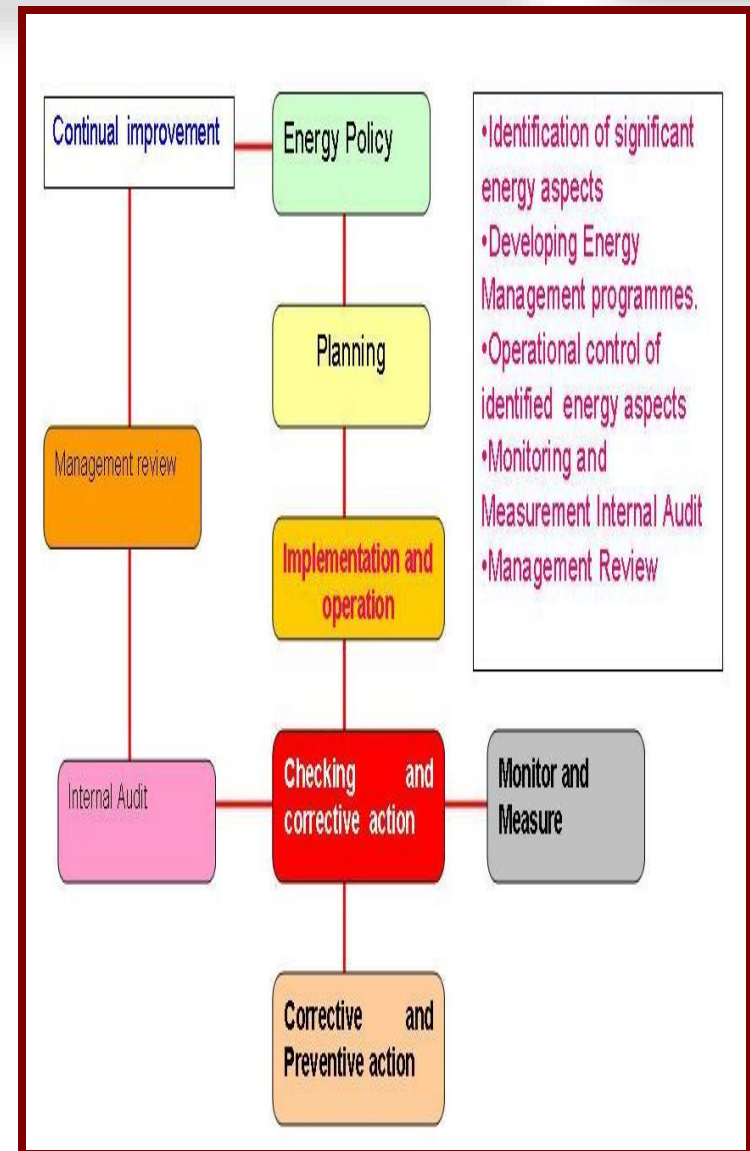 Continual improvement
Energy Policy
•Identification of significant
energy aspects
•Developing Energy
Management programmes.
•Operational control of
identified energy aspects
•Monitoring and
Measurement Internal Audit
•Management Review
Planning
Management review
Implementation and
operation
Internal Audit
Checking and
corrective action
Monitor and
Measure
Corrective and
Preventive action